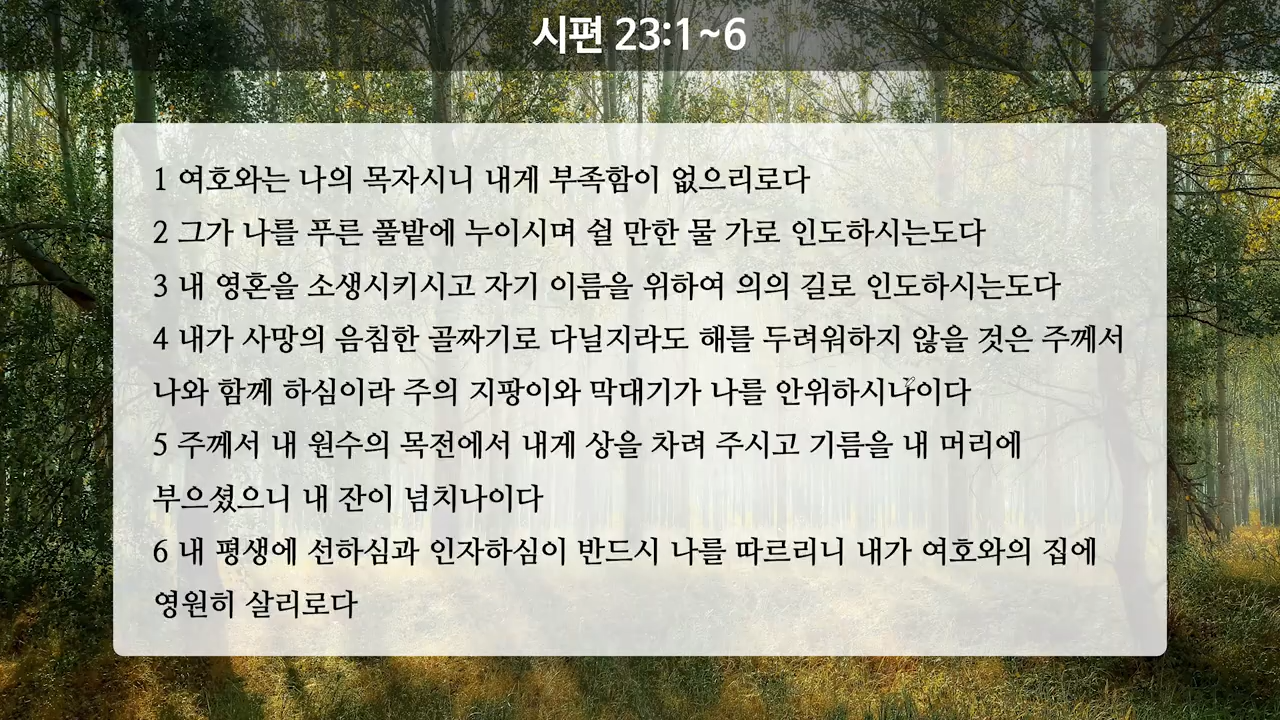 시편 23:1~6
1 여호와는 나의 목자시니 내게 부족함이 없으리로다
2 그가 나를 푸른 풀밭에 누이시며 쉴 만한 물 가로 인도하시는도다
3 내 영혼을 소생시키시고 자기 이름을 위하여 의의 길로 인도하시는도다
4 내가 사망의 음침한 골짜기로 다닐지라도 해를 두려워하지 않을 것은 주께서
나와 함께 하심이라 주의 지팡이와 막대기가 나를 안위하시나이다
5 주께서 내 원수의 목전에서 내게 상을 차려 주시고 기름을 내 머리에
부으셨으니 내 잔이 넘치나이다
6 내 평생에 선하심과 인자하심이 반드시 나를 따르리니 내가 여호와의 집에
영원히 살리로다